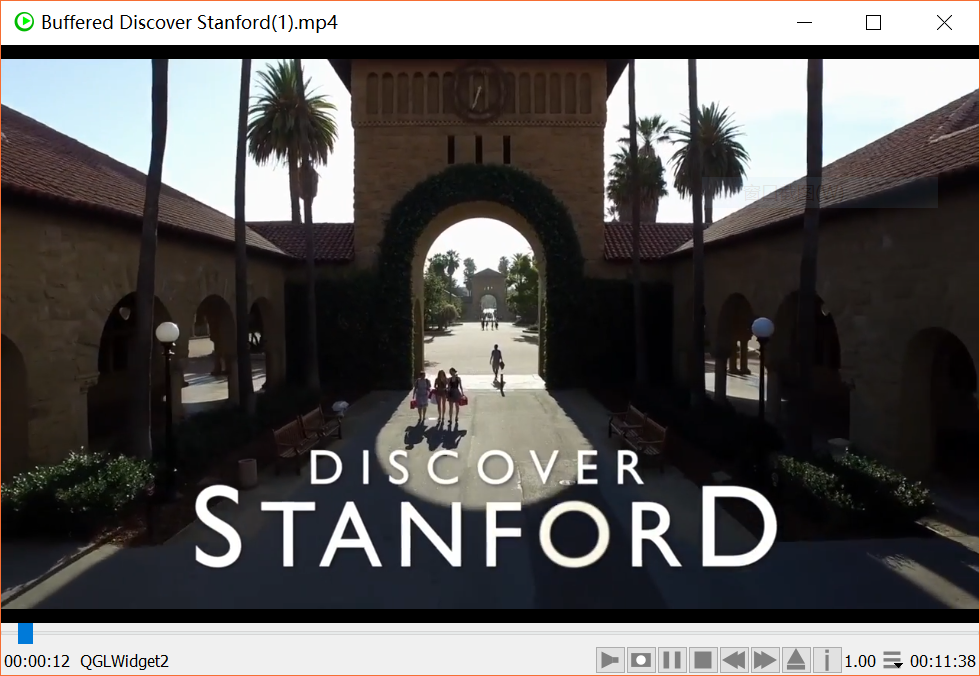 Buffered Discover Stanford(1).mp4
DISCOVER
STANFORD
00:00:12 QGLWidget2 1.00 00:11:38